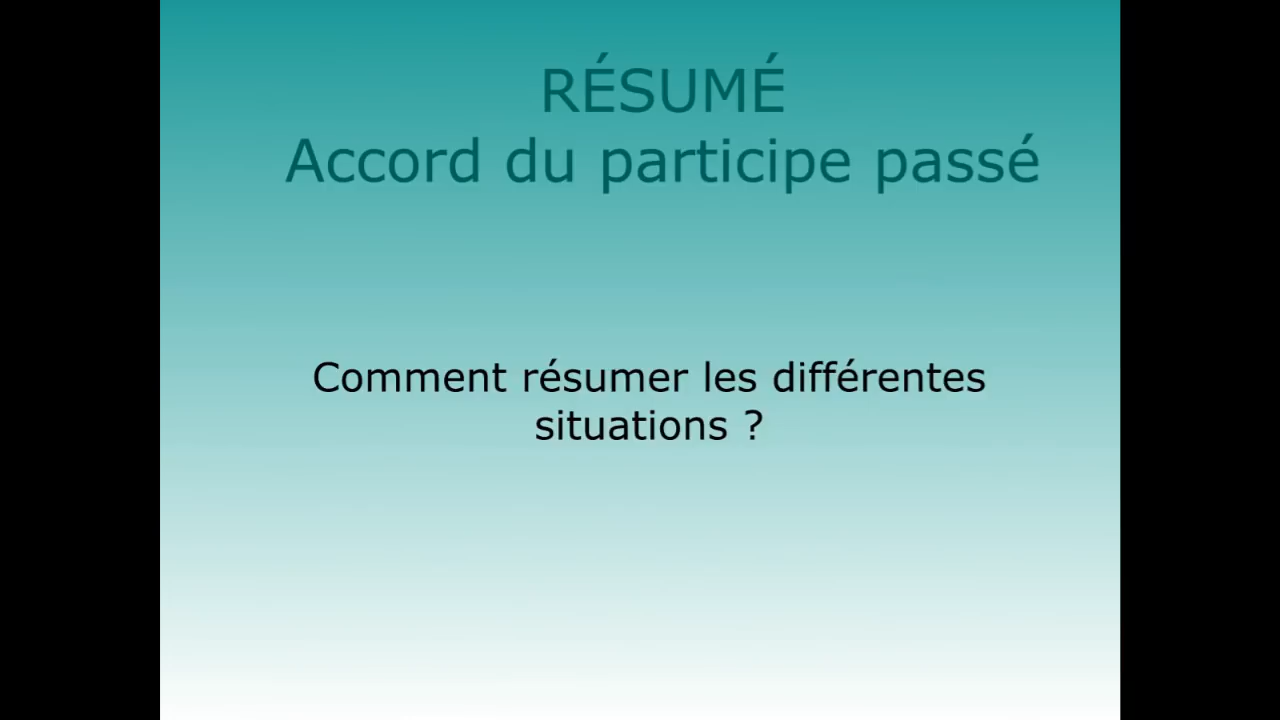 RÉSUMÉ
Accord du participe passé
Comment résumer les différentes
situations ?